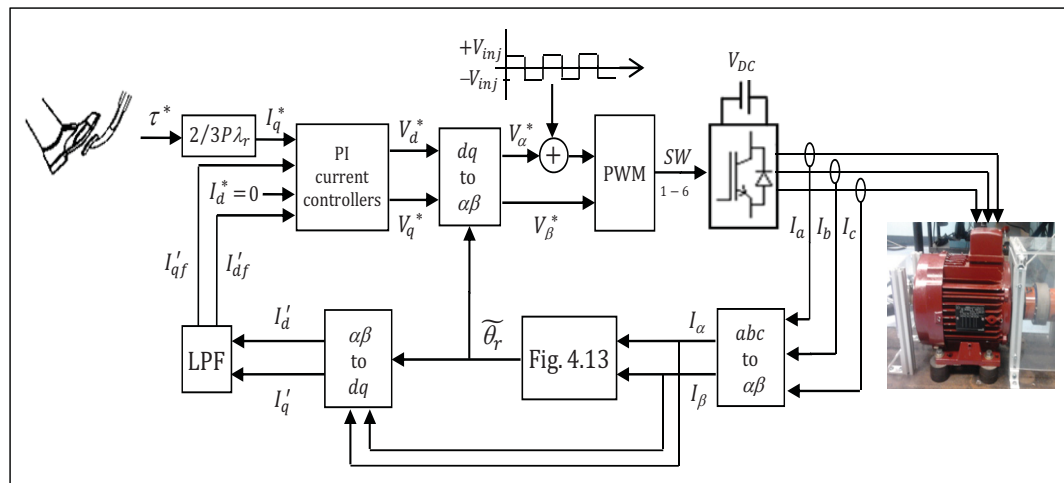 +V_inj
−V_inj
V_DC
τ*
2/3Pλ_r
I_q*
I_d* = 0
PI
current
controllers
V_d*
V_q*
dq
to
αβ
V_α*
V_β*
+
PWM
SW
1 − 6
I_a
I_b
I_c
I'_qf
I'_df
LPF
I_d'
I_q'
αβ
to
dq
θ̃_r
Fig. 4.13
I_α
I_β
abc
to
αβ